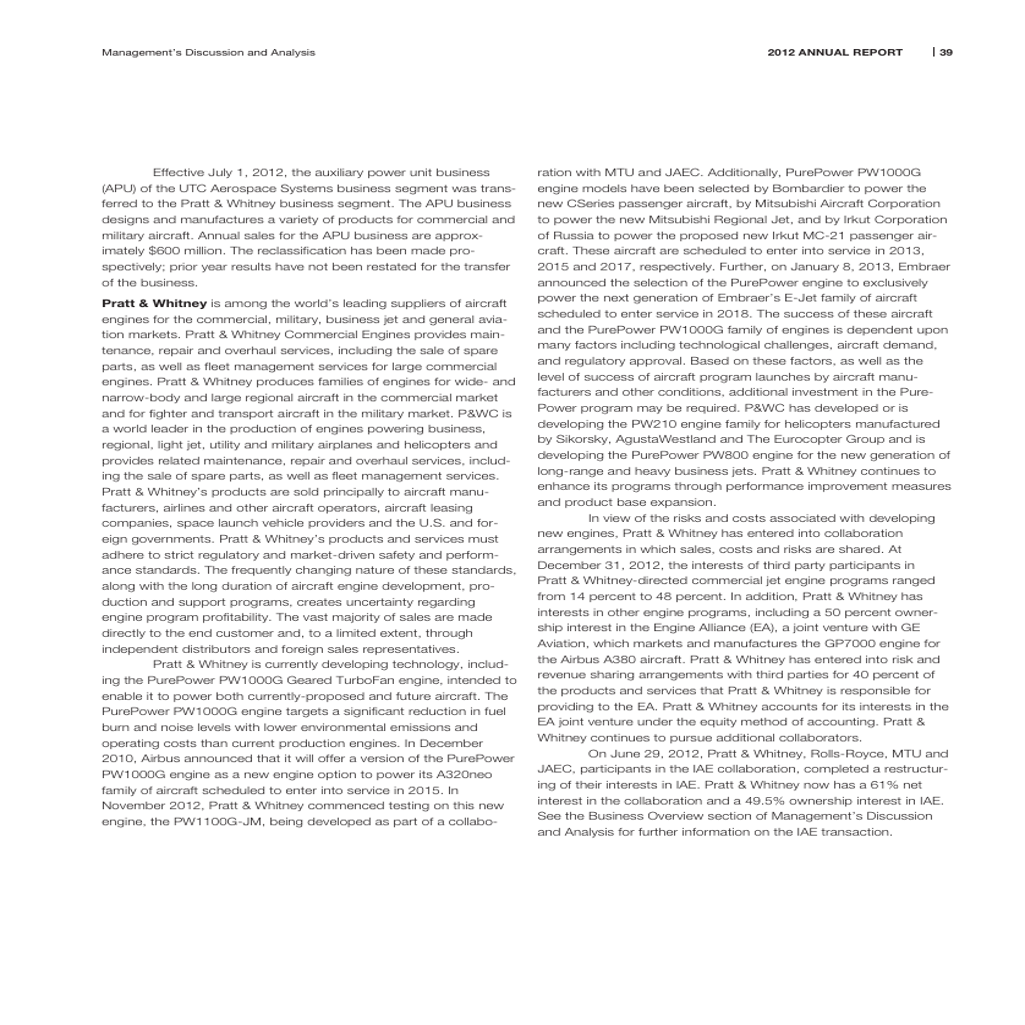 Management's Discussion and Analysis
2012 ANNUAL REPORT | 39
Effective July 1, 2012, the auxiliary power unit business
(APU) of the UTC Aerospace Systems business segment was trans-
ferred to the Pratt & Whitney business segment. The APU business
designs and manufactures a variety of products for commercial and
military aircraft. Annual sales for the APU business are approx-
imately $600 million. The reclassification has been made pro-
spectively; prior year results have not been restated for the transfer
of the business.
Pratt & Whitney is among the world's leading suppliers of aircraft
engines for the commercial, military, business jet and general avia-
tion markets. Pratt & Whitney Commercial Engines provides main-
tenance, repair and overhaul services, including the sale of spare
parts, as well as fleet management services for large commercial
engines. Pratt & Whitney produces families of engines for wide- and
narrow-body and large regional aircraft in the commercial market
and for fighter and transport aircraft in the military market. P&WC is
a world leader in the production of engines powering business,
regional, light jet, utility and military airplanes and helicopters and
provides related maintenance, repair and overhaul services, includ-
ing the sale of spare parts, as well as fleet management services.
Pratt & Whitney's products are sold principally to aircraft manu-
facturers, airlines and other aircraft operators, aircraft leasing
companies, space launch vehicle providers and the U.S. and for-
eign governments. Pratt & Whitney's products and services must
adhere to strict regulatory and market-driven safety and perform-
ance standards. The frequently changing nature of these standards,
along with the long duration of aircraft engine development, pro-
duction and support programs, creates uncertainty regarding
engine program profitability. The vast majority of sales are made
directly to the end customer and, to a limited extent, through
independent distributors and foreign sales representatives.
Pratt & Whitney is currently developing technology, includ-
ing the PurePower PW1000G Geared TurboFan engine, intended to
enable it to power both currently-proposed and future aircraft. The
PurePower PW1000G engine targets a significant reduction in fuel
burn and noise levels with lower environmental emissions and
operating costs than current production engines. In December
2010, Airbus announced that it will offer a version of the PurePower
PW1000G engine as a new engine option to power its A320neo
family of aircraft scheduled to enter into service in 2015. In
November 2012, Pratt & Whitney commenced testing on this new
engine, the PW1100G-JM, being developed as part of a collabo-
ration with MTU and JAEC. Additionally, PurePower PW1000G
engine models have been selected by Bombardier to power the
new CSeries passenger aircraft, by Mitsubishi Aircraft Corporation
to power the new Mitsubishi Regional Jet, and by Irkut Corporation
of Russia to power the proposed new Irkut MC-21 passenger air-
craft. These aircraft are scheduled to enter into service in 2013,
2015 and 2017, respectively. Further, on January 8, 2013, Embraer
announced the selection of the PurePower engine to exclusively
power the next generation of Embraer's E-Jet family of aircraft
scheduled to enter service in 2018. The success of these aircraft
and the PurePower PW1000G family of engines is dependent upon
many factors including technological challenges, aircraft demand,
and regulatory approval. Based on these factors, as well as the
level of success of aircraft program launches by aircraft manu-
facturers and other conditions, additional investment in the Pure-
Power program may be required. P&WC has developed or is
developing the PW210 engine family for helicopters manufactured
by Sikorsky, AgustaWestland and The Eurocopter Group and is
developing the PurePower PW800 engine for the new generation of
long-range and heavy business jets. Pratt & Whitney continues to
enhance its programs through performance improvement measures
and product base expansion.
In view of the risks and costs associated with developing
new engines, Pratt & Whitney has entered into collaboration
arrangements in which sales, costs and risks are shared. At
December 31, 2012, the interests of third party participants in
Pratt & Whitney-directed commercial jet engine programs ranged
from 14 percent to 48 percent. In addition, Pratt & Whitney has
interests in other engine programs, including a 50 percent owner-
ship interest in the Engine Alliance (EA), a joint venture with GE
Aviation, which markets and manufactures the GP7000 engine for
the Airbus A380 aircraft. Pratt & Whitney has entered into risk and
revenue sharing arrangements with third parties for 40 percent of
the products and services that Pratt & Whitney is responsible for
providing to the EA. Pratt & Whitney accounts for its interests in the
EA joint venture under the equity method of accounting. Pratt &
Whitney continues to pursue additional collaborators.
On June 29, 2012, Pratt & Whitney, Rolls-Royce, MTU and
JAEC, participants in the IAE collaboration, completed a restructur-
ing of their interests in IAE. Pratt & Whitney now has a 61% net
interest in the collaboration and a 49.5% ownership interest in IAE.
See the Business Overview section of Management's Discussion
and Analysis for further information on the IAE transaction.